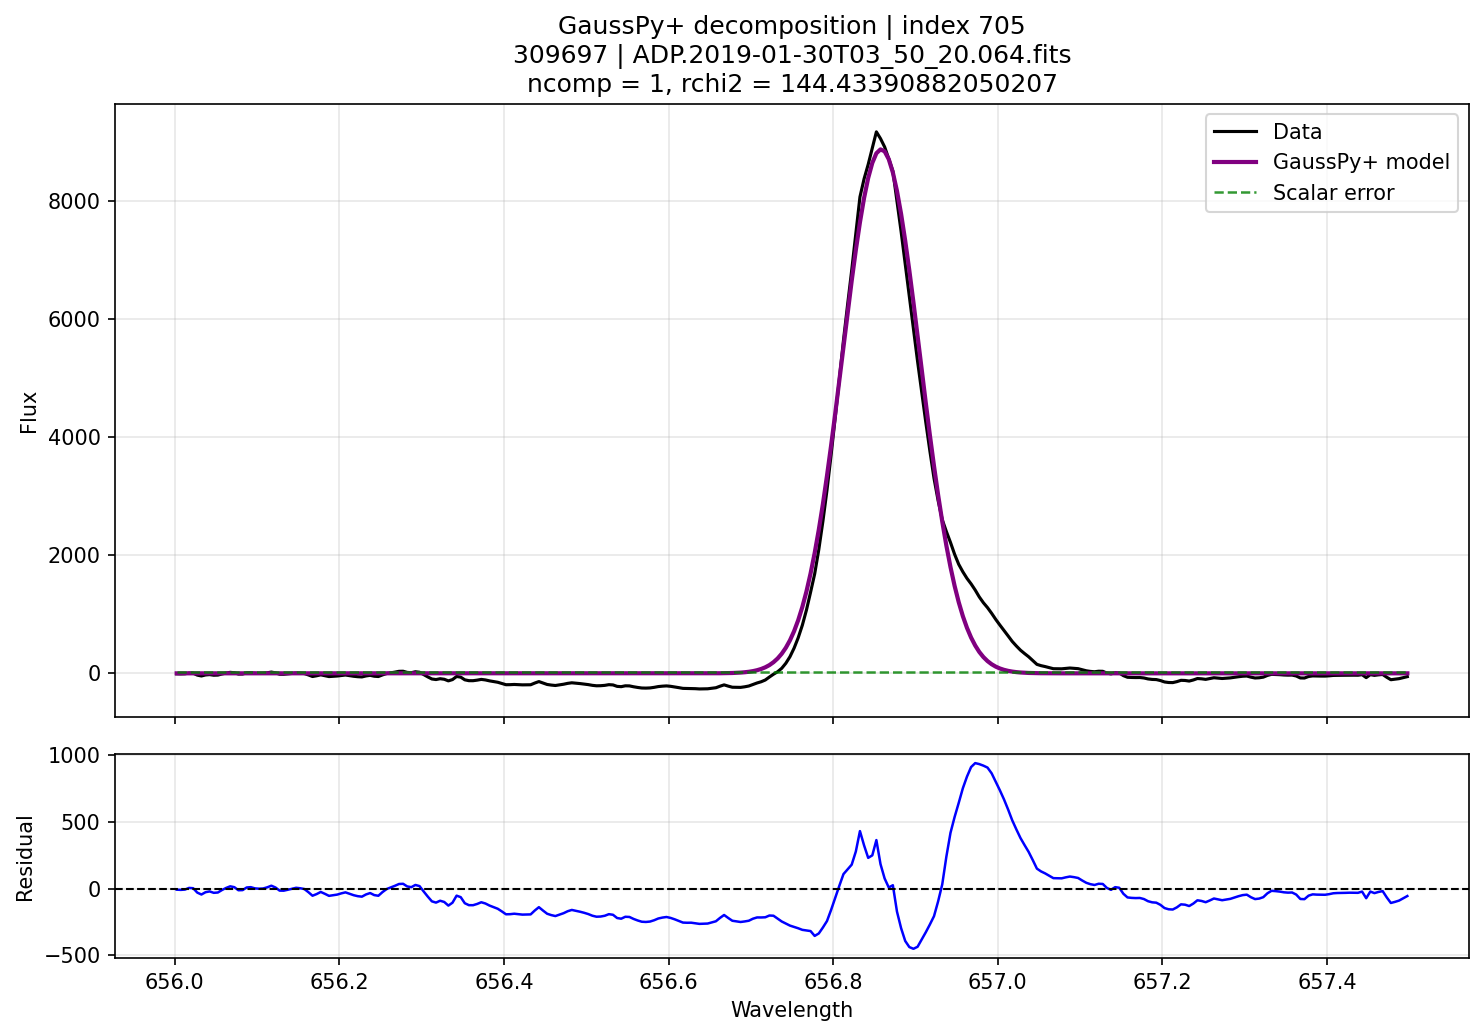 GaussPy+ decomposition | index 705
309697 | ADP.2019-01-30T03_50_20.064.fits
ncomp = 1, rchi2 = 144.43390882050207
Data
GaussPy+ model
Scalar error
8000
6000
4000
2000
0
Flux
1000
500
0
−500
Residual
656.0 656.2 656.4 656.6 656.8 657.0 657.2 657.4
Wavelength